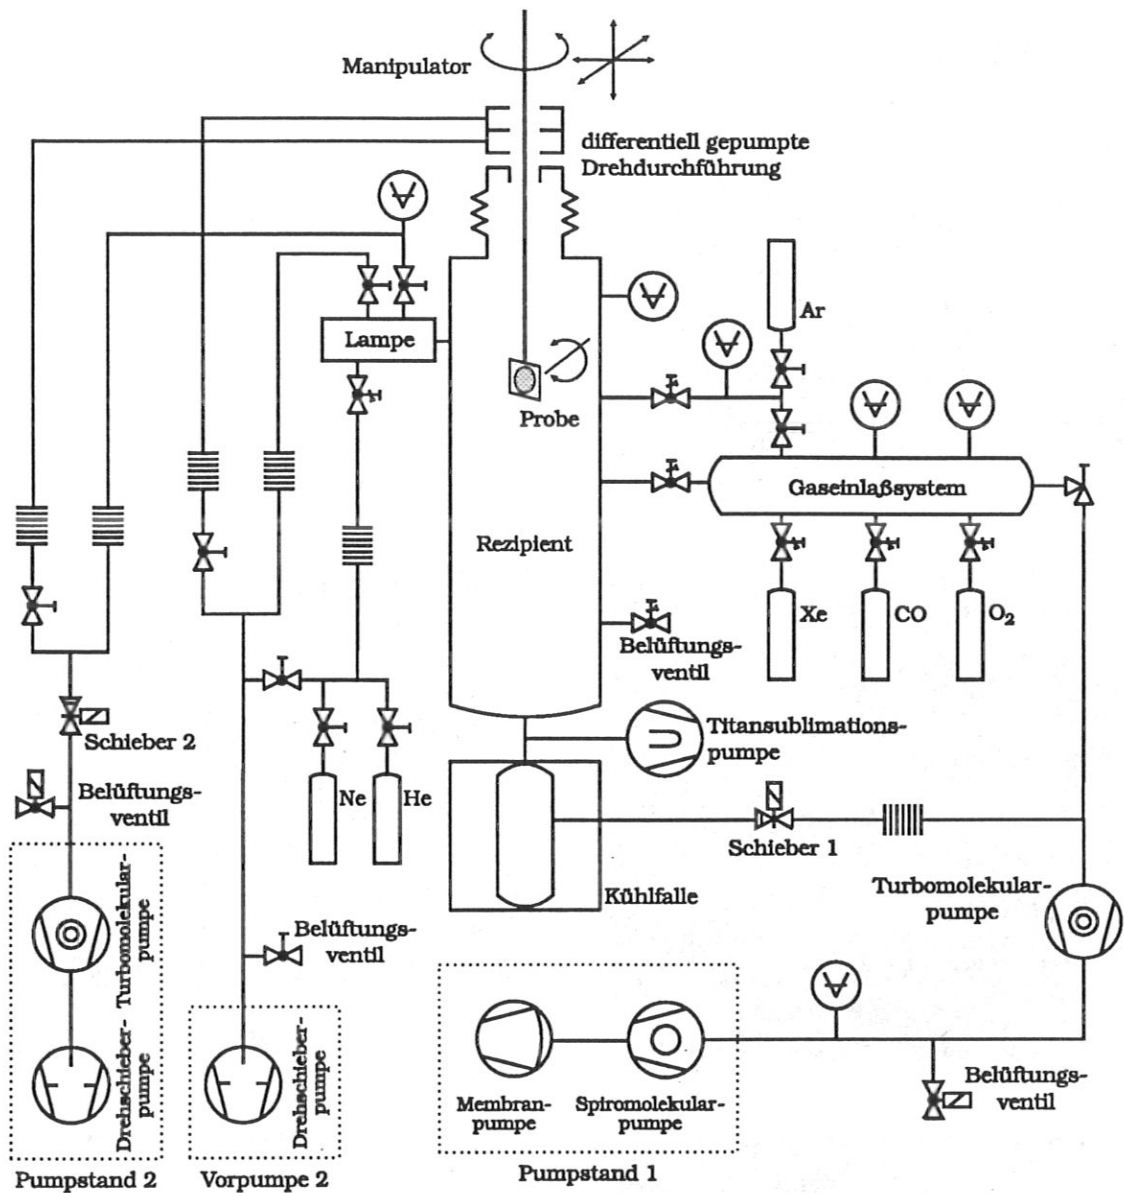 Manipulator
differentiell gepumpte
Drehdurchführung
Ar
Lampe
Probe
Gaseinlaßsystem
Rezipient
Xe
CO
O₂
Belüftungs-
ventil
Schieber 2
Titansublimations-
pumpe
Belüftungs-
ventil
Ne
He
Schieber 1
Kühlfalle
Turbomolekular-
pumpe
Turbomolekular-
pumpe
Belüftungs-
ventil
Drehschieber-
pumpe
Drehschieber-
pumpe
Membran-
pumpe
Spiromolekular-
pumpe
Belüftungs-
ventil
Pumpstand 2
Vorpumpe 2
Pumpstand 1